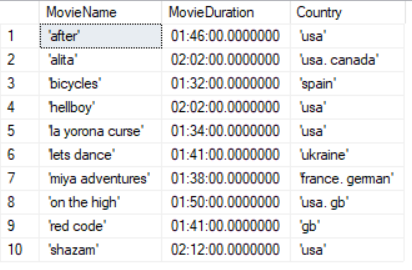 MovieName MovieDuration Country
1 'after' 01:46:00.0000000 'usa'
2 'alita' 02:02:00.0000000 'usa. canada'
3 'bicycles' 01:32:00.0000000 'spain'
4 'hellboy' 02:02:00.0000000 'usa'
5 'la yorona curse' 01:34:00.0000000 'usa'
6 'lets dance' 01:41:00.0000000 'ukraine'
7 'miya adventures' 01:38:00.0000000 'france. german'
8 'on the high' 01:50:00.0000000 'usa. gb'
9 'red code' 01:41:00.0000000 'gb'
10 'shazam' 02:12:00.0000000 'usa'